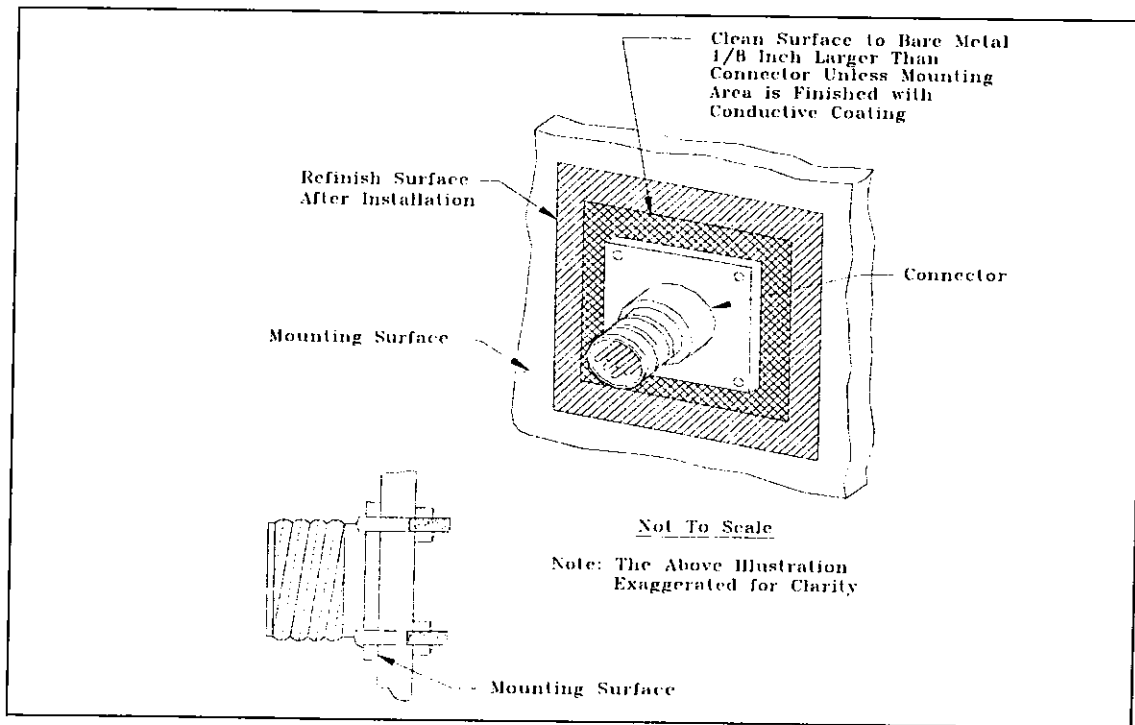 Clean Surface to Bare Metal
1/8 Inch Larger Than
Connector Unless Mounting
Area is Finished with
Conductive Coating
Refinish Surface
After Installation
Connector
Mounting Surface
Not To Scale
Note: The Above Illustration
Exaggerated for Clarity
Mounting Surface